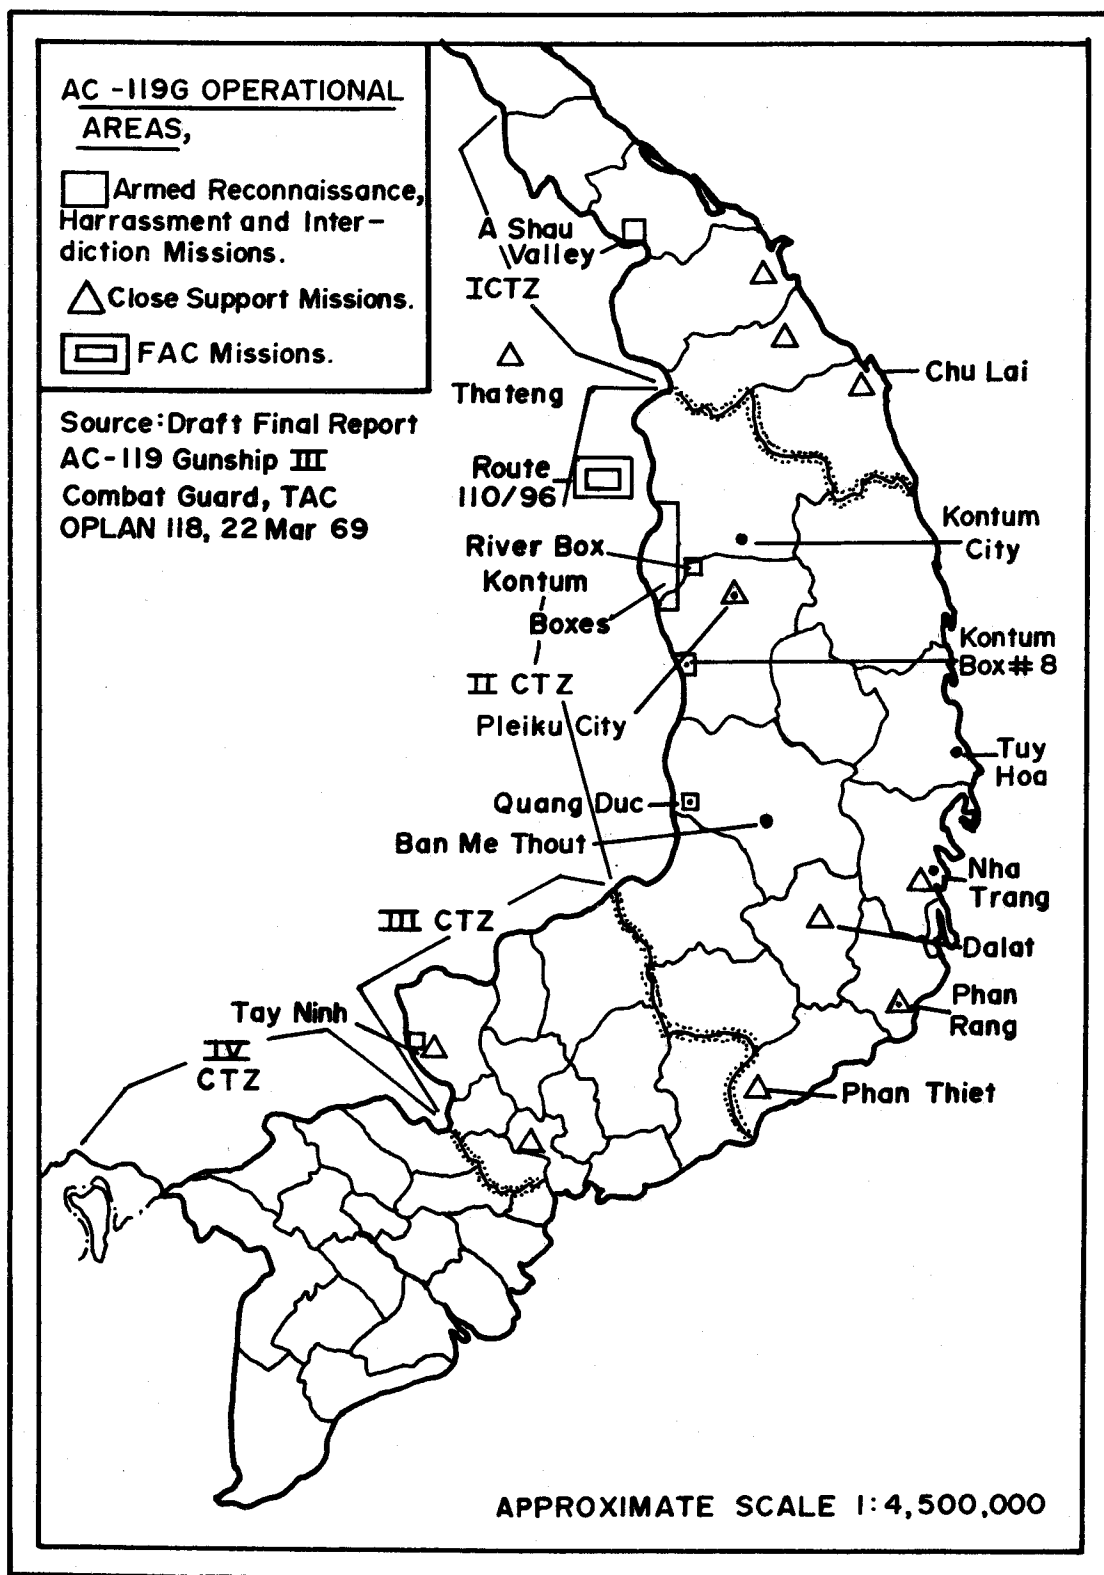 AC-119G OPERATIONAL
AREAS,
Armed Reconnaissance,
Harrassment and Inter-
diction Missions.
Close Support Missions.
FAC Missions.
Source: Draft Final Report
AC-119 Gunship III
Combat Guard, TAC
OPLAN 118, 22 Mar 69
A Shau
Valley
I CTZ
Thateng
Chu Lai
Route
110/96
Kontum
City
River Box
Kontum
Boxes
Kontum
Box # 8
II CTZ
Pleiku City
Tuy
Hoa
Quang Duc
Ban Me Thout
Nha
Trang
III CTZ
Dalat
Phan
Rang
Tay Ninh
IV
CTZ
Phan Thiet
APPROXIMATE SCALE 1:4,500,000